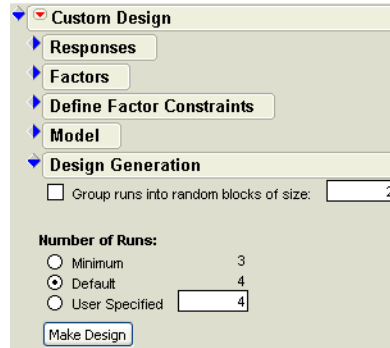 Custom Design
Responses
Factors
Define Factor Constraints
Model
Design Generation
Group runs into random blocks of size: 2
Number of Runs:
Minimum 3
Default 4
User Specified 4
Make Design